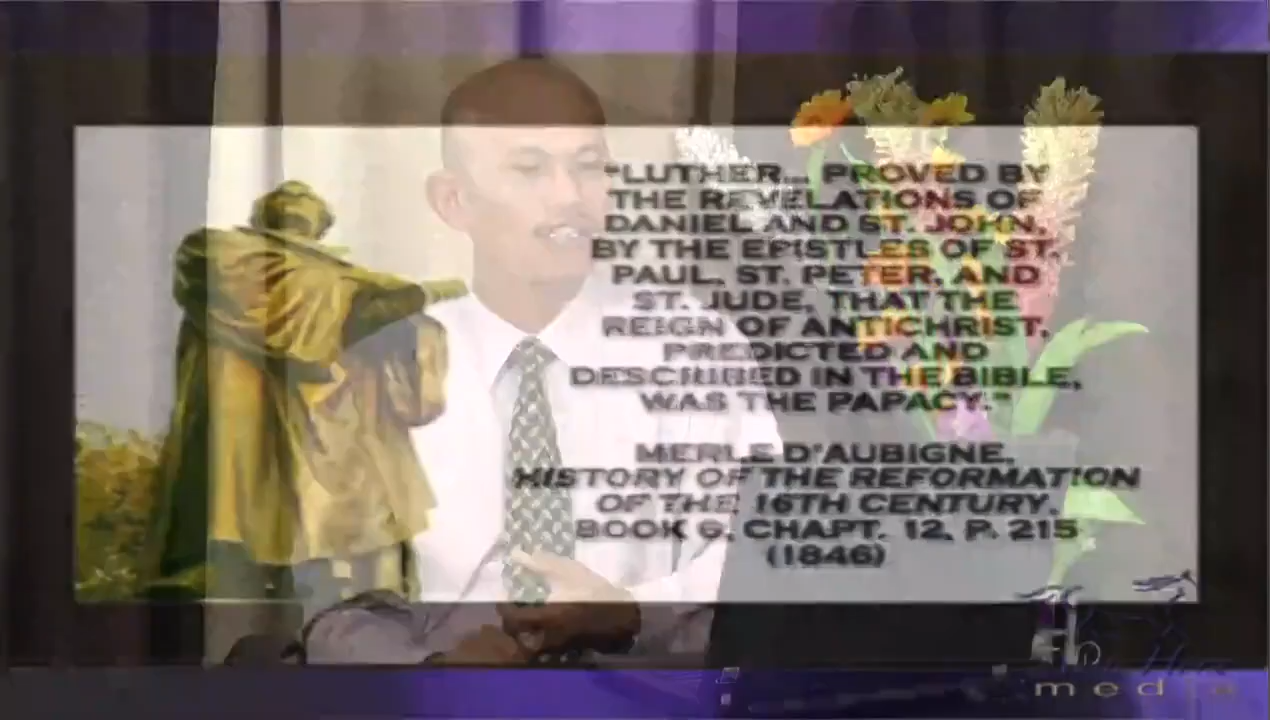 "LUTHER... PROVED BY
THE REVELATIONS OF
DANIEL AND ST. JOHN,
BY THE EPISTLES OF ST.
PAUL, ST. PETER, AND
ST. JUDE, THAT THE
REIGN OF ANTICHRIST,
PREDICTED AND
DESCRIBED IN THE BIBLE,
WAS THE PAPACY."
MERLE D'AUBIGNE,
HISTORY OF THE REFORMATION
OF THE 16TH CENTURY,
BOOK 6, CHAPT. 12, P. 215
(1846)
media